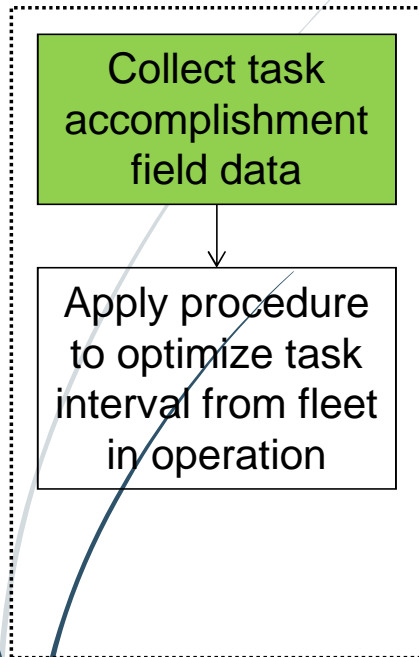 Collect task
accomplishment
field data
Apply procedure
to optimize task
interval from fleet
in operation